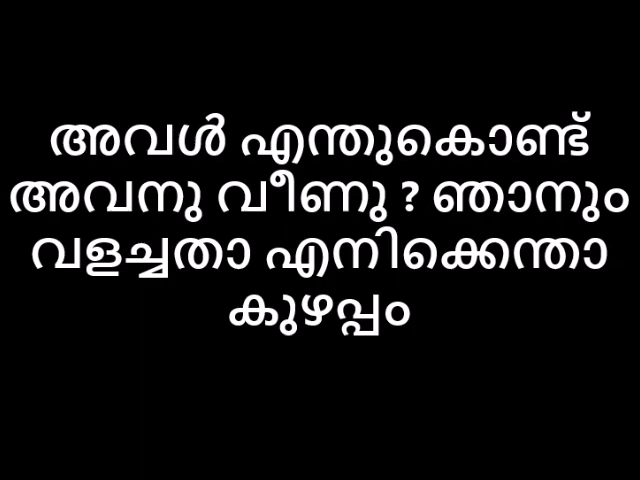 അവൾ എന്തുകൊണ്ട്
അവനു വീണു ? ഞാനും
വളച്ചതാ എനിക്കെന്താ
കുഴപ്പം